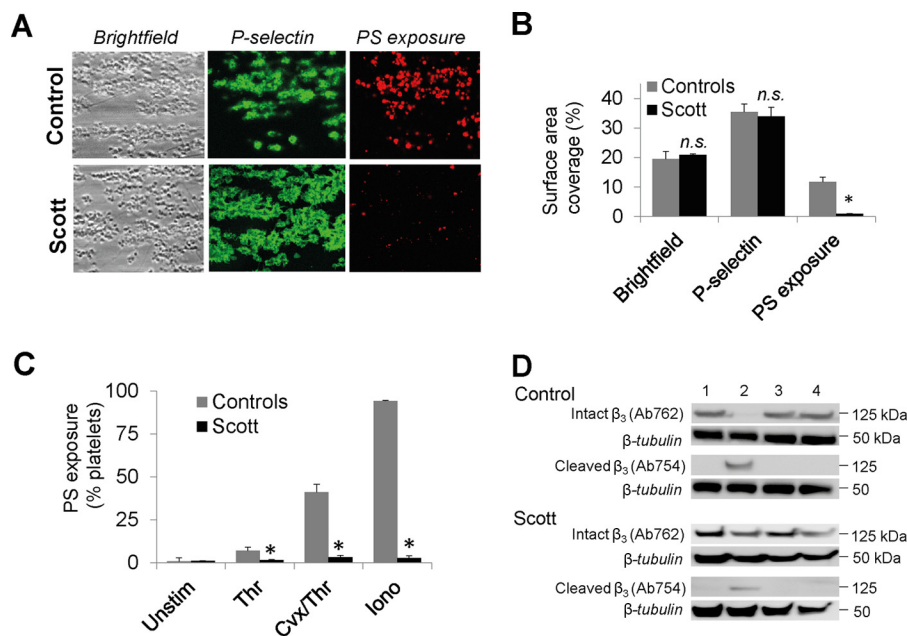 A
Brightfield P-selectin PS exposure
Control
Scott
B
Surface area
coverage (%)
Controls
Scott
60
50
40
30
20
10
0
n.s.
n.s.
*
Brightfield
P-selectin
PS exposure
C
PS exposure
(% platelets)
Controls
Scott
100
75
50
25
0
*
*
*
Unstim
Thr
Cvx/Thr
Iono
D
Control 1 2 3 4
Intact β3 (Ab762) 125 kDa
β-tubulin 50 kDa
Cleaved β3 (Ab754) 125
β-tubulin 50
Scott
Intact β3 (Ab762) 125 kDa
β-tubulin 50 kDa
Cleaved β3 (Ab754) 125
β-tubulin 50